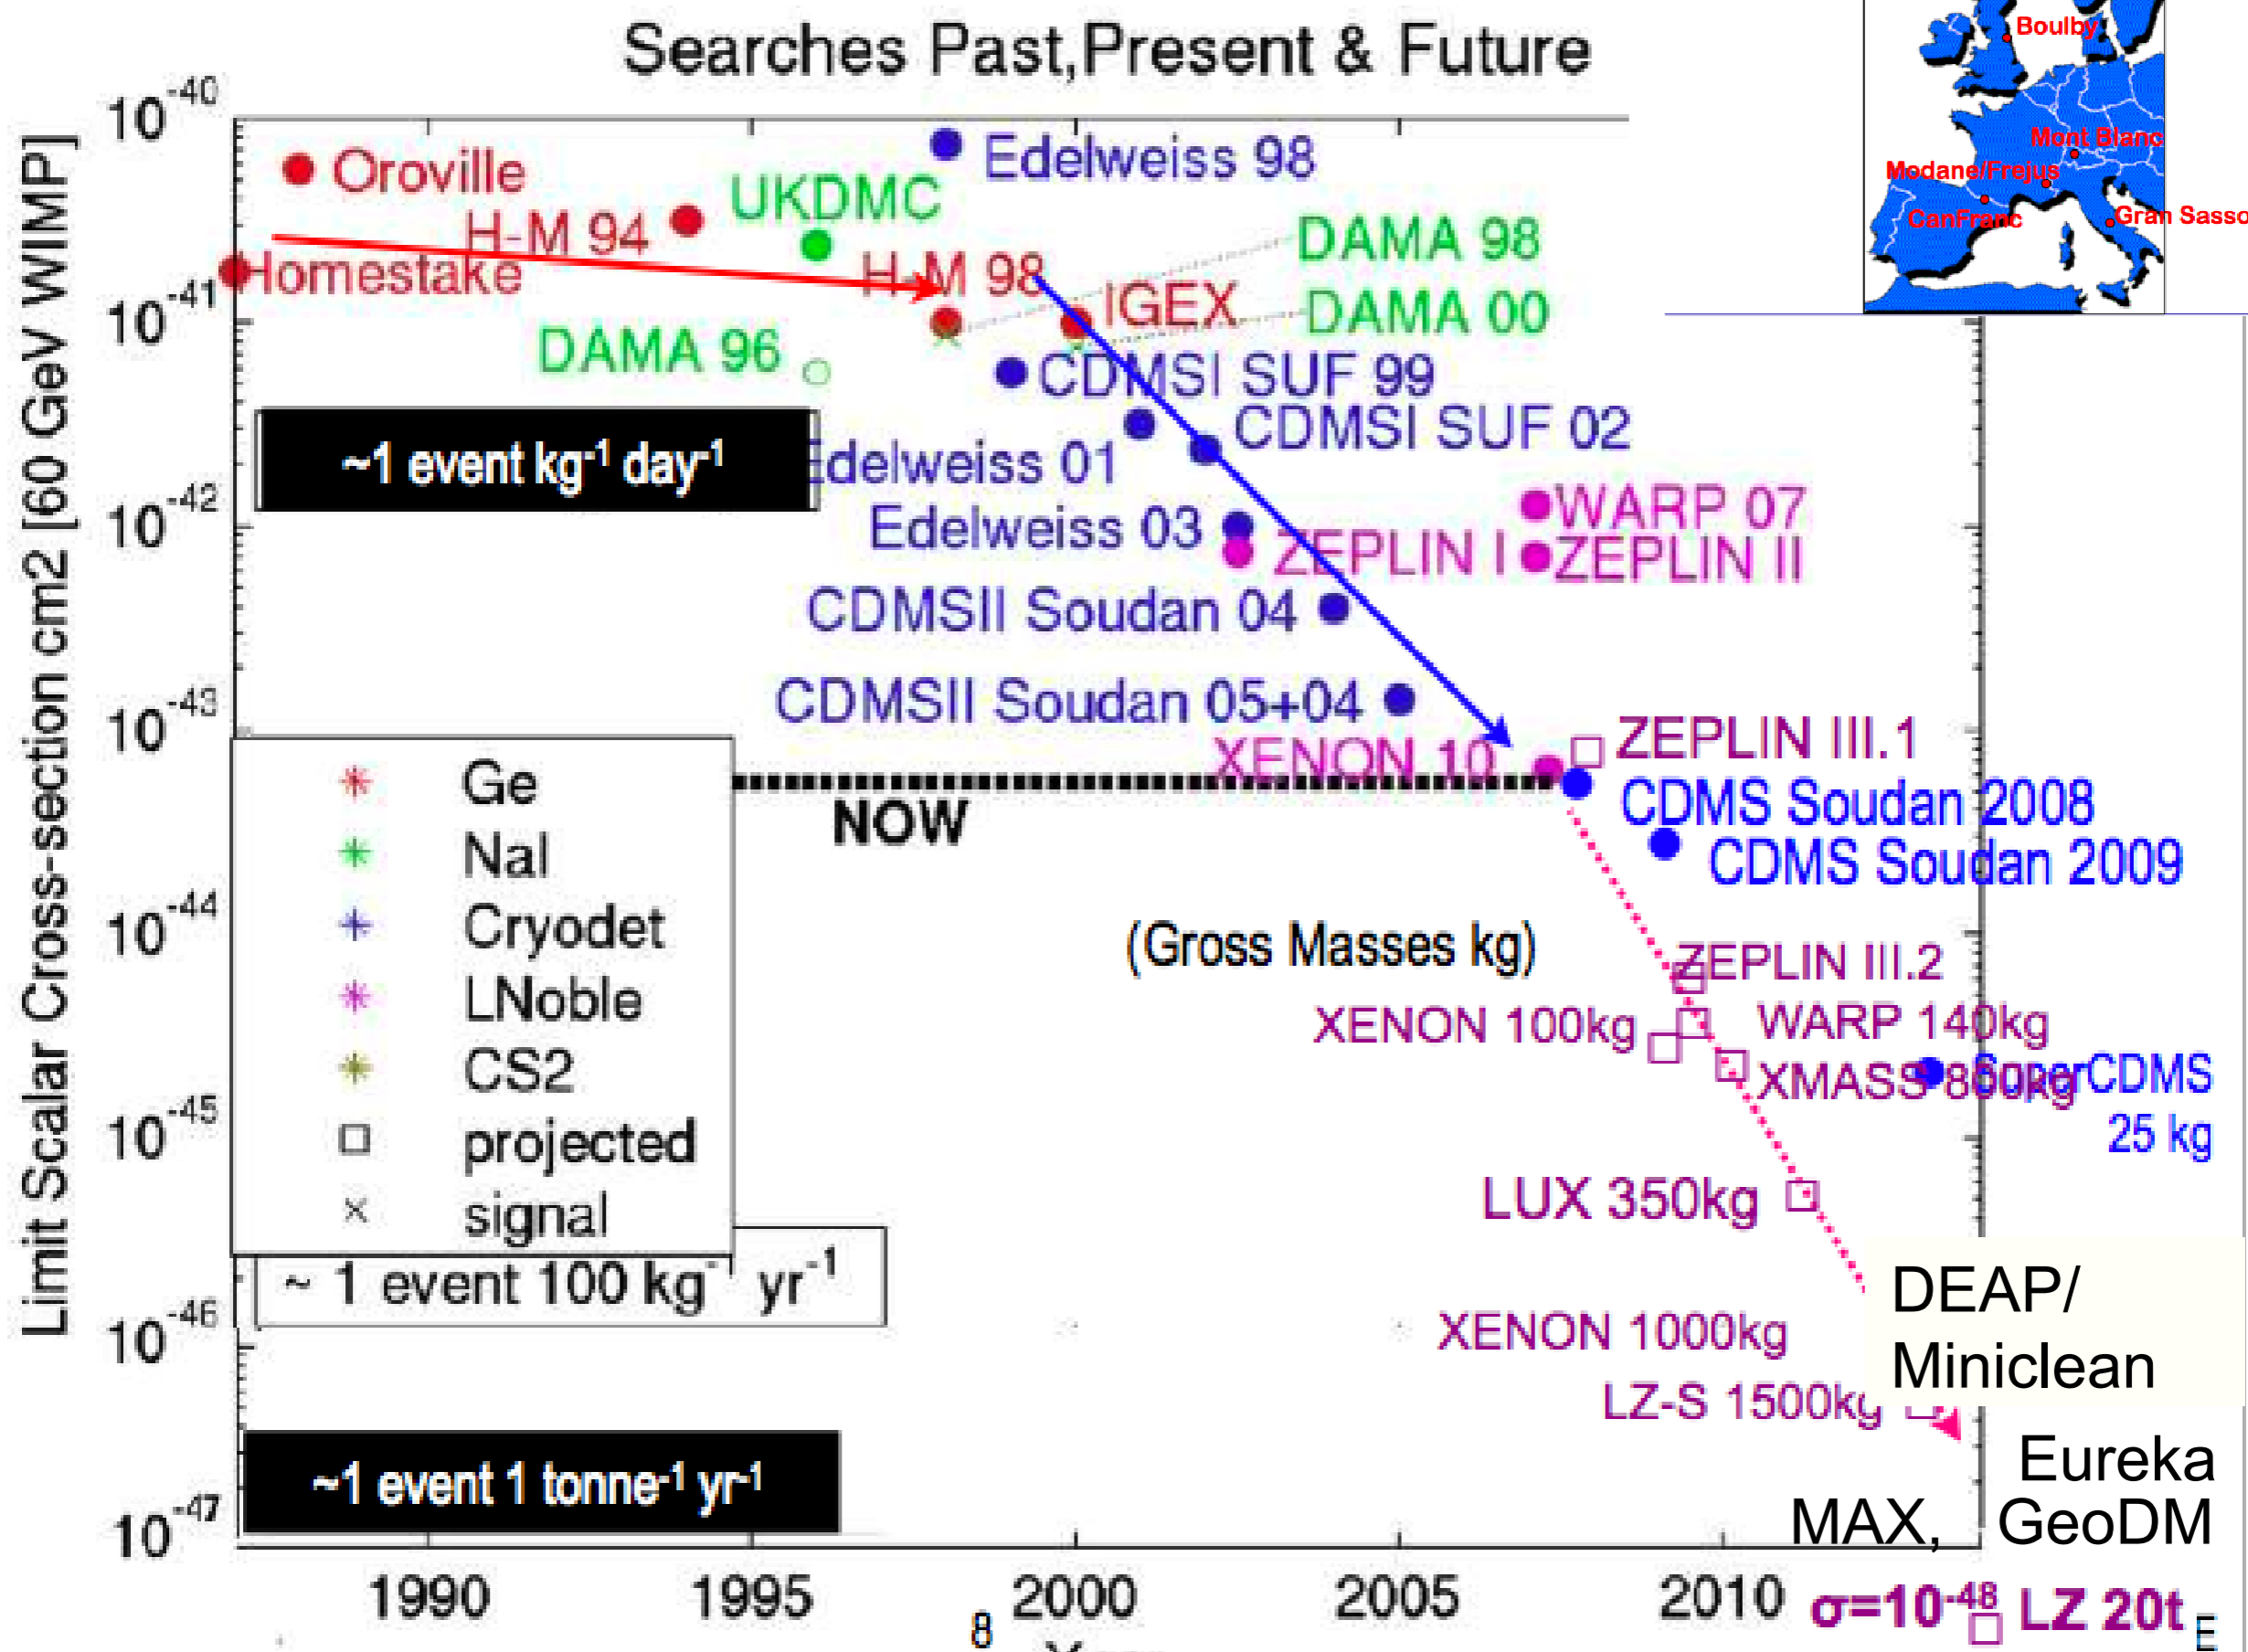 Searches Past,Present & Future
Boulby
Mont Blanc
Modane/Frejus
CanFranc
Gran Sasso
Limit Scalar Cross-section cm2 [60 GeV WIMP]
10⁻⁴⁰
10⁻⁴¹
10⁻⁴²
10⁻⁴³
10⁻⁴⁴
10⁻⁴⁵
10⁻⁴⁶
10⁻⁴⁷
Oroville
Edelweiss 98
UKDMC
H-M 94
DAMA 98
Homestake
H-M 98
IGEX
DAMA 00
DAMA 96
CDMSI SUF 99
CDMSI SUF 02
~1 event kg⁻¹ day⁻¹
Edelweiss 01
WARP 07
Edelweiss 03
ZEPLIN I
ZEPLIN II
CDMSII Soudan 04
CDMSII Soudan 05+04
XENON 10
ZEPLIN III.1
NOW
CDMS Soudan 2008
CDMS Soudan 2009
Ge
NaI
Cryodet
LNoble
CS2
projected
signal
(Gross Masses kg)
ZEPLIN III.2
XENON 100kg
WARP 140kg
XMASS 800kg
SuperCDMS
25 kg
LUX 350kg
~ 1 event 100 kg⁻¹ yr⁻¹
DEAP/
Miniclean
XENON 1000kg
LZ-S 1500kg
Eureka
~1 event 1 tonne⁻¹ yr⁻¹
MAX, GeoDM
1990
1995
2000
2005
2010
σ=10⁻⁴⁸ LZ 20t
8
E